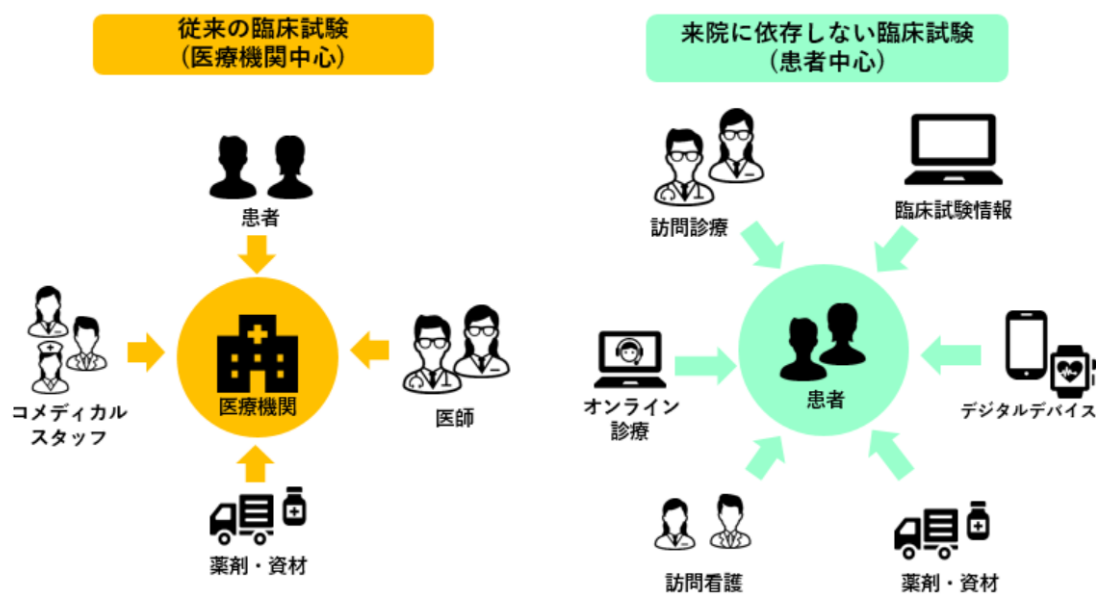 従来の臨床試験
(医療機関中心)
患者
コメディカル
スタッフ
医療機関
医師
薬剤・資材
来院に依存しない臨床試験
(患者中心)
訪問診療
臨床試験情報
オンライン
診療
患者
デジタルデバイス
訪問看護
薬剤・資材